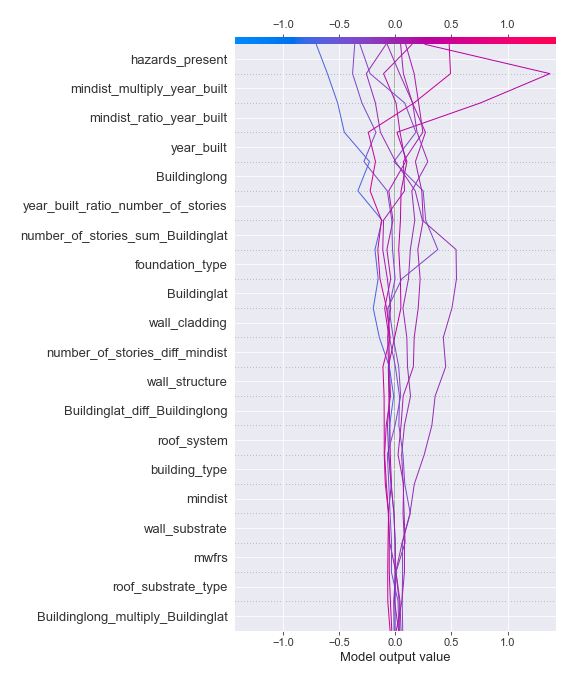 −1.0 −0.5 0.0 0.5 1.0
hazards_present
mindist_multiply_year_built
mindist_ratio_year_built
year_built
Buildinglong
year_built_ratio_number_of_stories
number_of_stories_sum_Buildinglat
foundation_type
Buildinglat
wall_cladding
number_of_stories_diff_mindist
wall_structure
Buildinglat_diff_Buildinglong
roof_system
building_type
mindist
wall_substrate
mwfrs
roof_substrate_type
Buildinglong_multiply_Buildinglat
−1.0 −0.5 0.0 0.5 1.0
Model output value